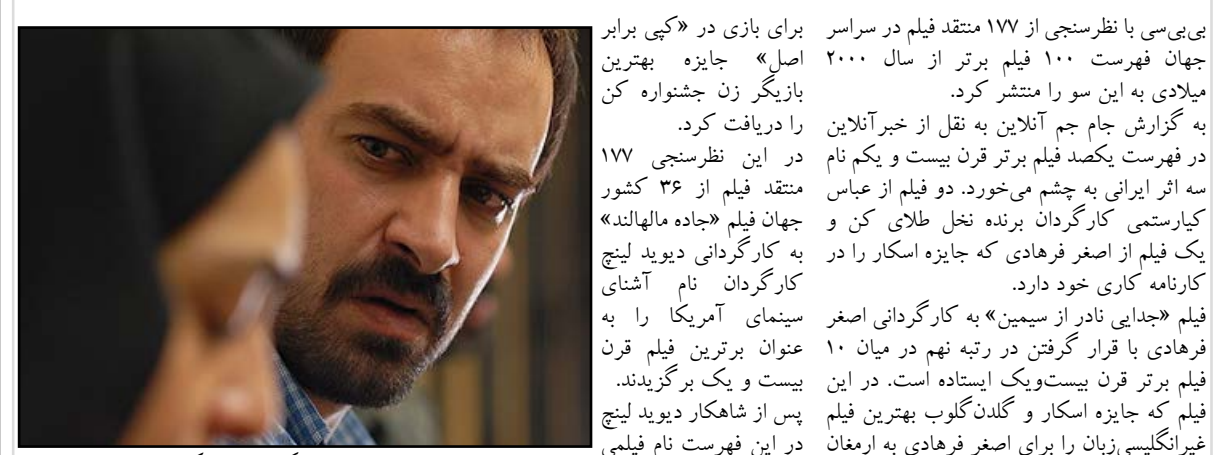 بی‌بی‌سی با نظرسنجی از ۱۷۷ منتقد فیلم در سراسر
جهان فهرست ۱۰۰ فیلم برتر از سال ۲۰۰۰
میلادی به این سو را منتشر کرد.
به گزارش جام جم آنلاین به نقل از خبرآنلاین
در فهرست یکصد فیلم برتر قرن بیست و یکم نام
سه اثر ایرانی به چشم می‌خورد. دو فیلم از عباس
کیارستمی کارگردان برنده نخل طلای کن و
یک فیلم از اصغر فرهادی که جایزه اسکار را در
کارنامه کاری خود دارد.
فیلم «جدایی نادر از سیمین» به کارگردانی اصغر
فرهادی با قرار گرفتن در رتبه نهم در میان ۱۰
فیلم برتر قرن بیست‌ویک ایستاده است. در این
فیلم که جایزه اسکار و گلدن‌گلوب بهترین فیلم
غیرانگلیسی‌زبان را برای اصغر فرهادی به ارمغان
برای بازی در «کپی برابر
اصل» جایزه بهترین
بازیگر زن جشنواره کن
را دریافت کرد.
در این نظرسنجی ۱۷۷
منتقد فیلم از ۳۶ کشور
جهان فیلم «جاده مالهالند»
به کارگردانی دیوید لینچ
کارگردان نام آشنای
سینمای آمریکا را به
عنوان برترین فیلم قرن
بیست و یک برگزیدند.
پس از شاهکار دیوید لینچ
در این فهرست نام فیلمی